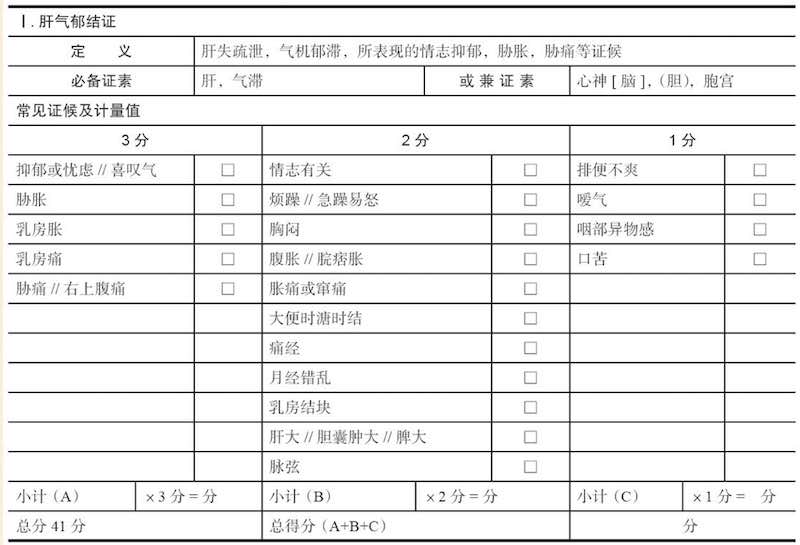 Ⅰ.肝气郁结证
定 义 肝失疏泄，气机郁滞，所表现的情志抑郁，胁胀，胁痛等证候
必备证素 肝，气滞 或兼证素 心神[脑]，(胆)，胞宫
常见证候及计量值
3分 2分 1分
抑郁或忧虑//喜叹气 □ 情志有关 □ 排便不爽 □
胁胀 □ 烦躁//急躁易怒 □ 嗳气 □
乳房胀 □ 胸闷 □ 咽部异物感 □
乳房痛 □ 腹胀//脘痞胀 □ 口苦 □
胁痛//右上腹痛 □ 胀痛或窜痛 □
大便时溏时结 □
痛经 □
月经错乱 □
乳房结块 □
肝大//胆囊肿大//脾大 □
脉弦 □
小计(A) ×3分=分 小计(B) ×2分=分 小计(C) ×1分= 分
总分41分 总得分(A+B+C) 分